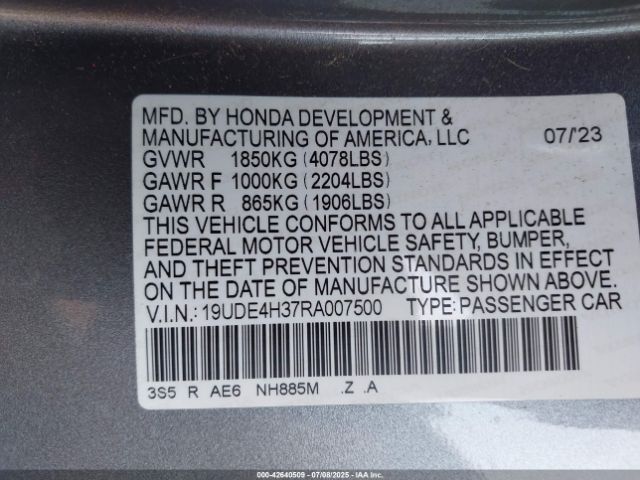 MFD. BY HONDA DEVELOPMENT &
MANUFACTURING OF AMERICA, LLC 07/'23
GVWR 1850KG (4078LBS)
GAWR F 1000KG (2204LBS)
GAWR R 865KG (1906LBS)
THIS VEHICLE CONFORMS TO ALL APPLICABLE
FEDERAL MOTOR VEHICLE SAFETY, BUMPER,
AND THEFT PREVENTION STANDARDS IN EFFECT
ON THE DATE OF MANUFACTURE SHOWN ABOVE.
V.I.N.: 19UDE4H37RA007500 TYPE: PASSENGER CAR
3S5 R AE6 NH885M .Z .A
000-42640509 | 07/08/2025 - IAAI.com